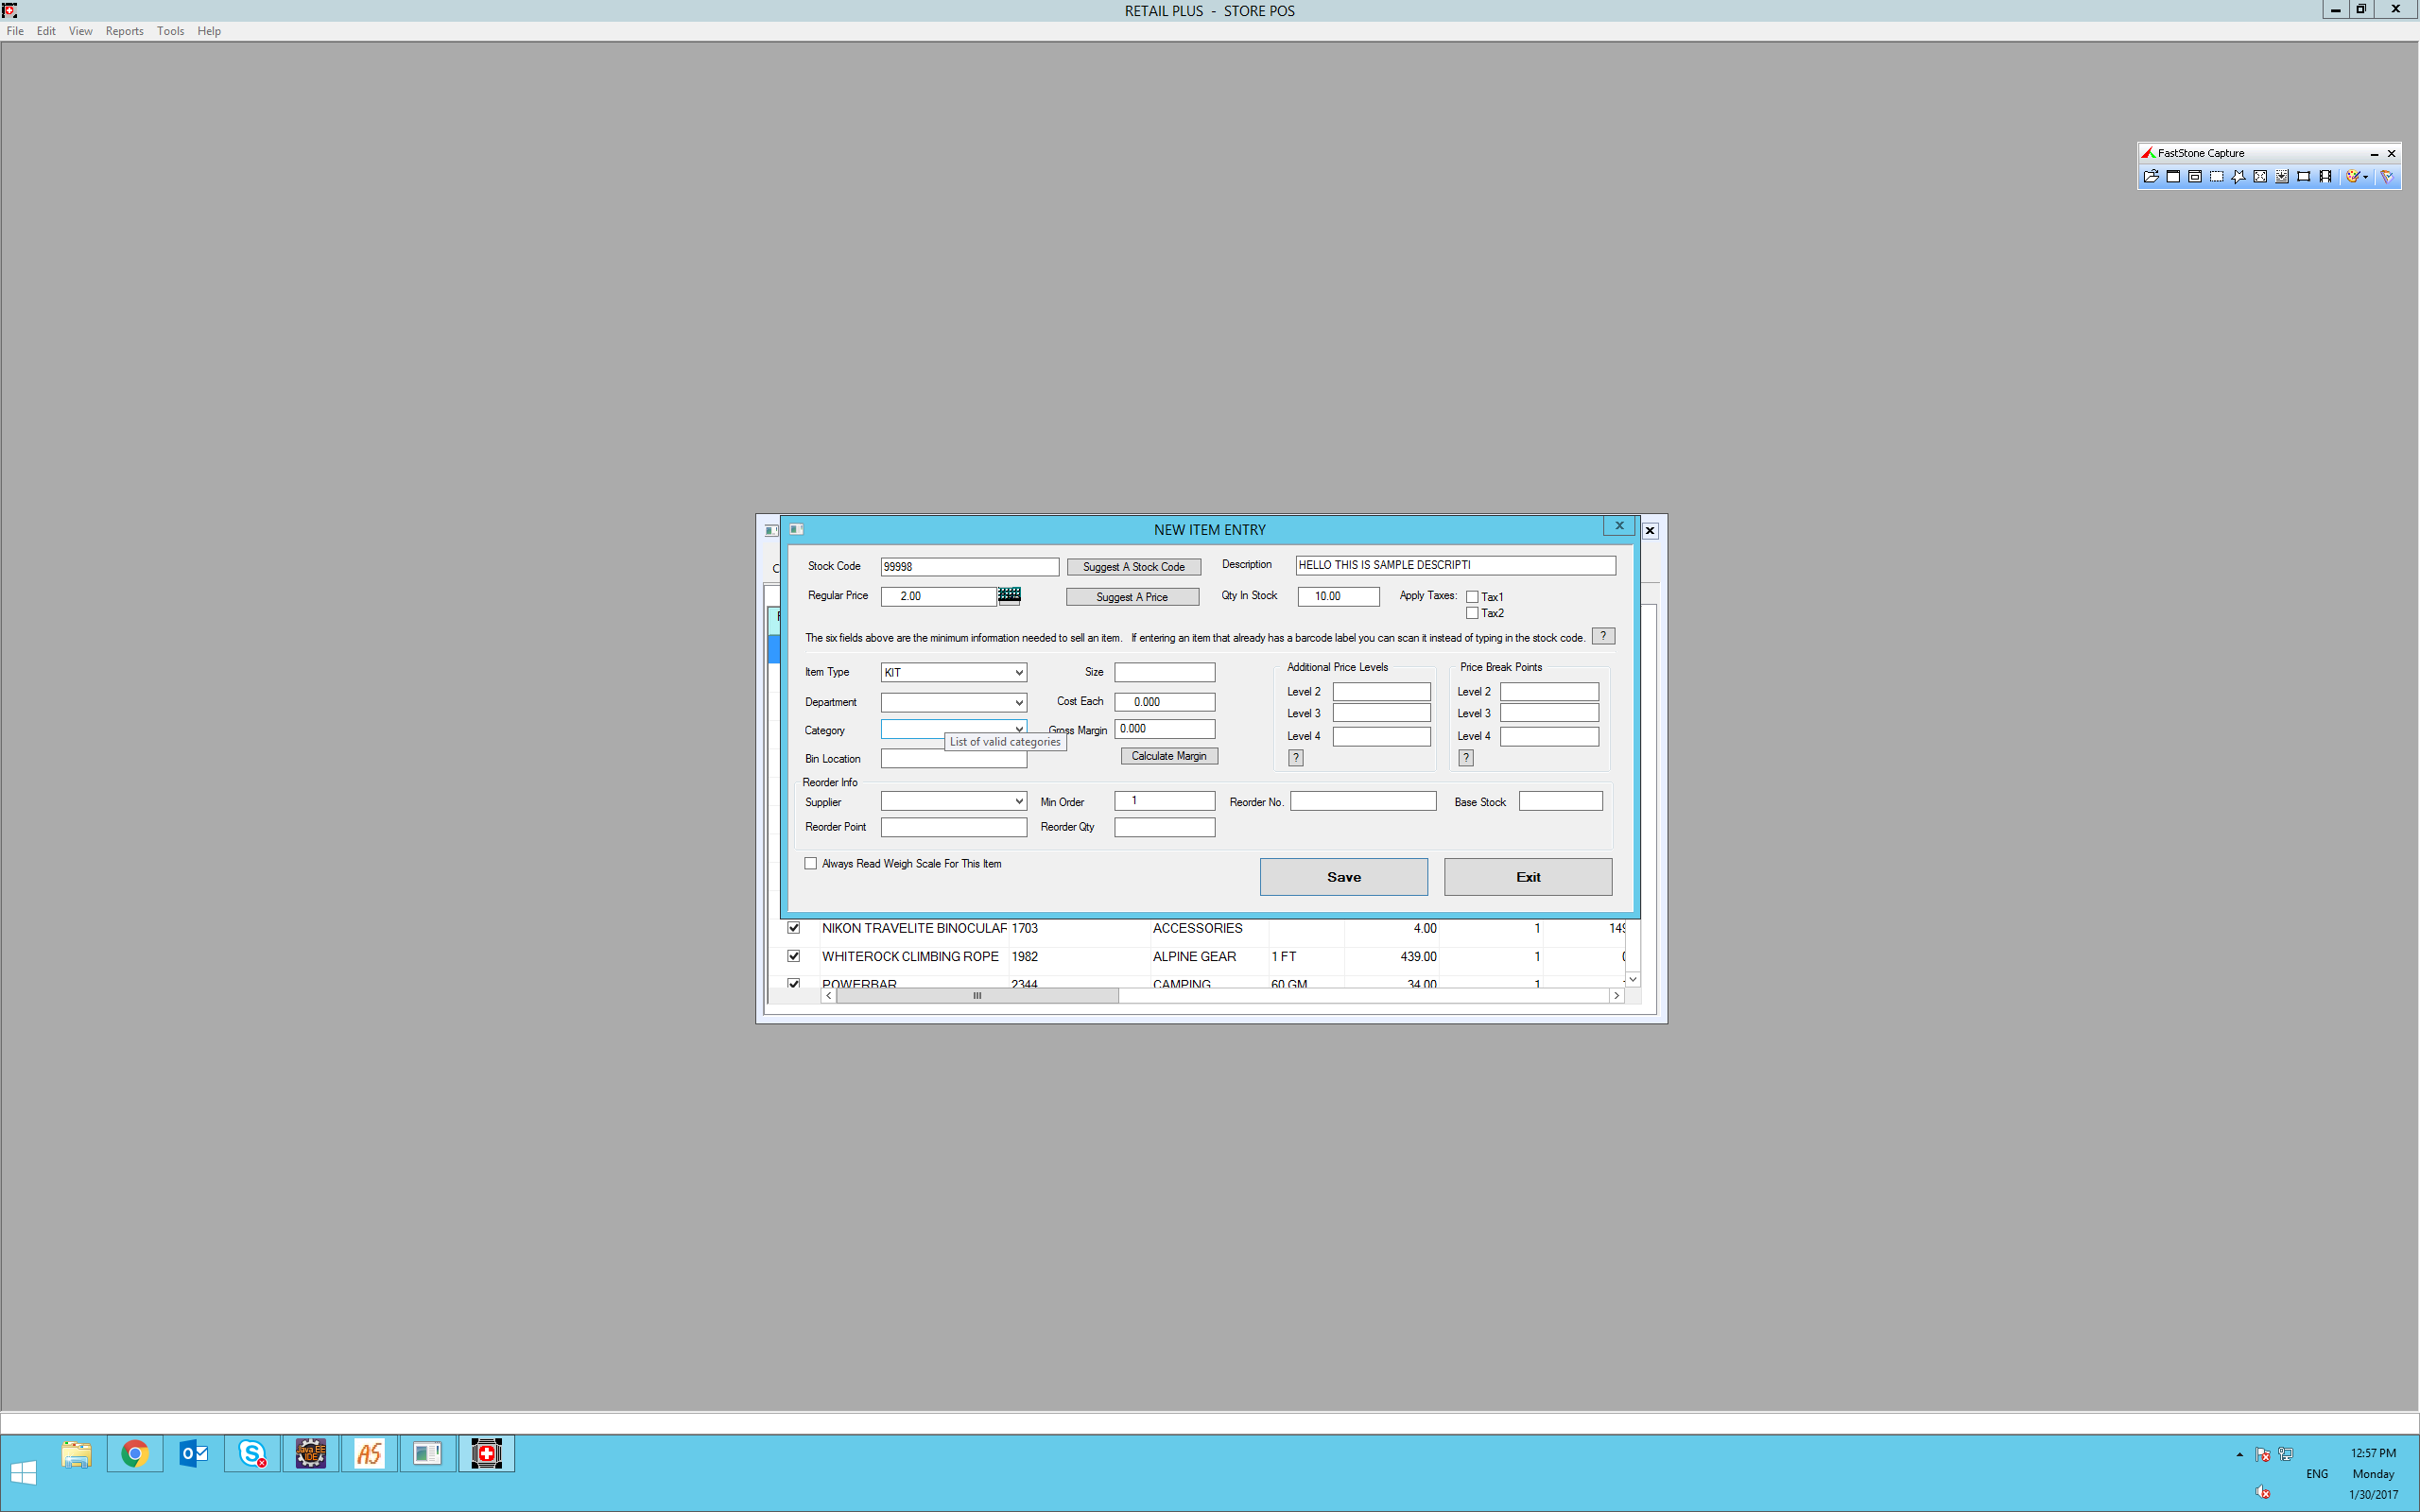 RETAIL PLUS - STORE POS
File Edit View Reports Tools Help
FastStone Capture
NEW ITEM ENTRY
Stock Code 99998 Suggest A Stock Code Description HELLO THIS IS SAMPLE DESCRIPTI
Regular Price 2.00 Suggest A Price Qty In Stock 10.00 Apply Taxes: Tax1
Tax2
The six fields above are the minimum information needed to sell an item. If entering an item that already has a barcode label you can scan it instead of typing in the stock code. ?
Item Type KIT Size Additional Price Levels Price Break Points
Department Cost Each 0.000 Level 2 Level 2
Level 3 Level 3
Category Gross Margin 0.000 Level 4 Level 4
List of valid categories
Bin Location Calculate Margin ? ?
Reorder Info
Supplier Min Order 1 Reorder No. Base Stock
Reorder Point Reorder Qty
Always Read Weigh Scale For This Item
Save Exit
NIKON TRAVELITE BINOCULAR 1703 ACCESSORIES 4.00 1 149
WHITEROCK CLIMBING ROPE 1982 ALPINE GEAR 1 FT 439.00 1
POWERBAR 2344 CAMPING 60 GM 34.00 1
Java EE
IDE
AS
12:57 PM
ENG Monday
1/30/2017